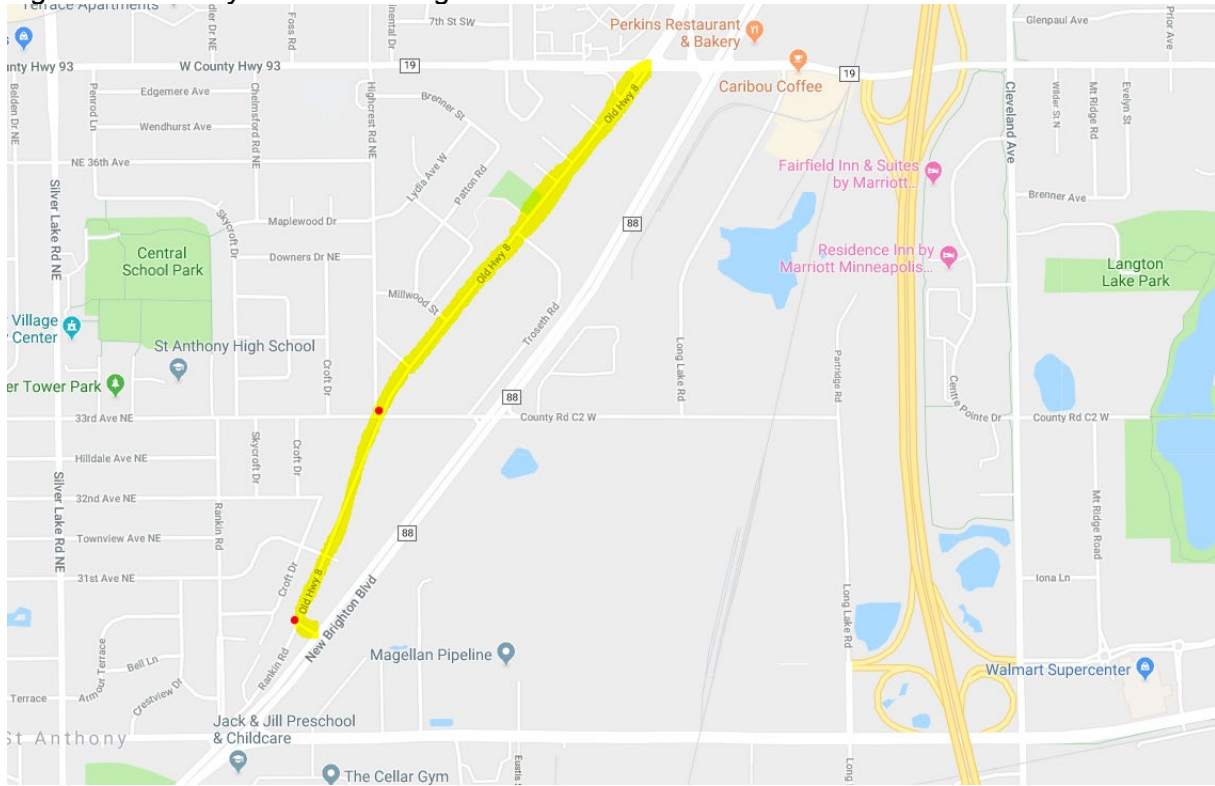 Terrace Apartments
Foss Rd
7th St SW
Perkins Restaurant
& Bakery
Glenpaul Ave
Prior Ave
W County Hwy 93
19
Caribou Coffee
19
Belden Dr NE
Penrod Ln
Edgemere Ave
Chelmsford Rd NE
Highcrest Rd NE
Brenner St
Old Hwy 8
Cleveland Ave
Wilder St N
Mt Ridge Rd
Evelyn St
Wendhurst Ave
NE 36th Ave
Lydia Ave W
Patton Rd
Fairfield Inn & Suites
by Marriott...
Brenner Ave
Silver Lake Rd NE
Skycroft Dr
Maplewood Dr
88
Central
School Park
Downers Dr NE
Old Hwy 8
Residence Inn by
Marriott Minneapolis...
Langton
Lake Park
Millwood St
Troseth Rd
Village
Center
St Anthony High School
Long Lake Rd
Partridge Rd
er Tower Park
Croft Dr
88
Centre Pointe Dr
33rd Ave NE
County Rd C2 W
County Rd C2 W
Hilldale Ave NE
Skycroft Dr
Croft Dr
Silver Lake Rd NE
32nd Ave NE
Rankin Rd
Mt Ridge Road
Townview Ave NE
88
31st Ave NE
Croft Dr
Old Hwy 8
Iona Ln
New Brighton Blvd
Long Lake Rd
Armour Terrace
Bell Ln
Rankin Rd
Magellan Pipeline
Walmart Supercenter
Terrace
Crestview Dr
St Anthony
Jack & Jill Preschool
& Childcare
Eustis St
Long
The Cellar Gym